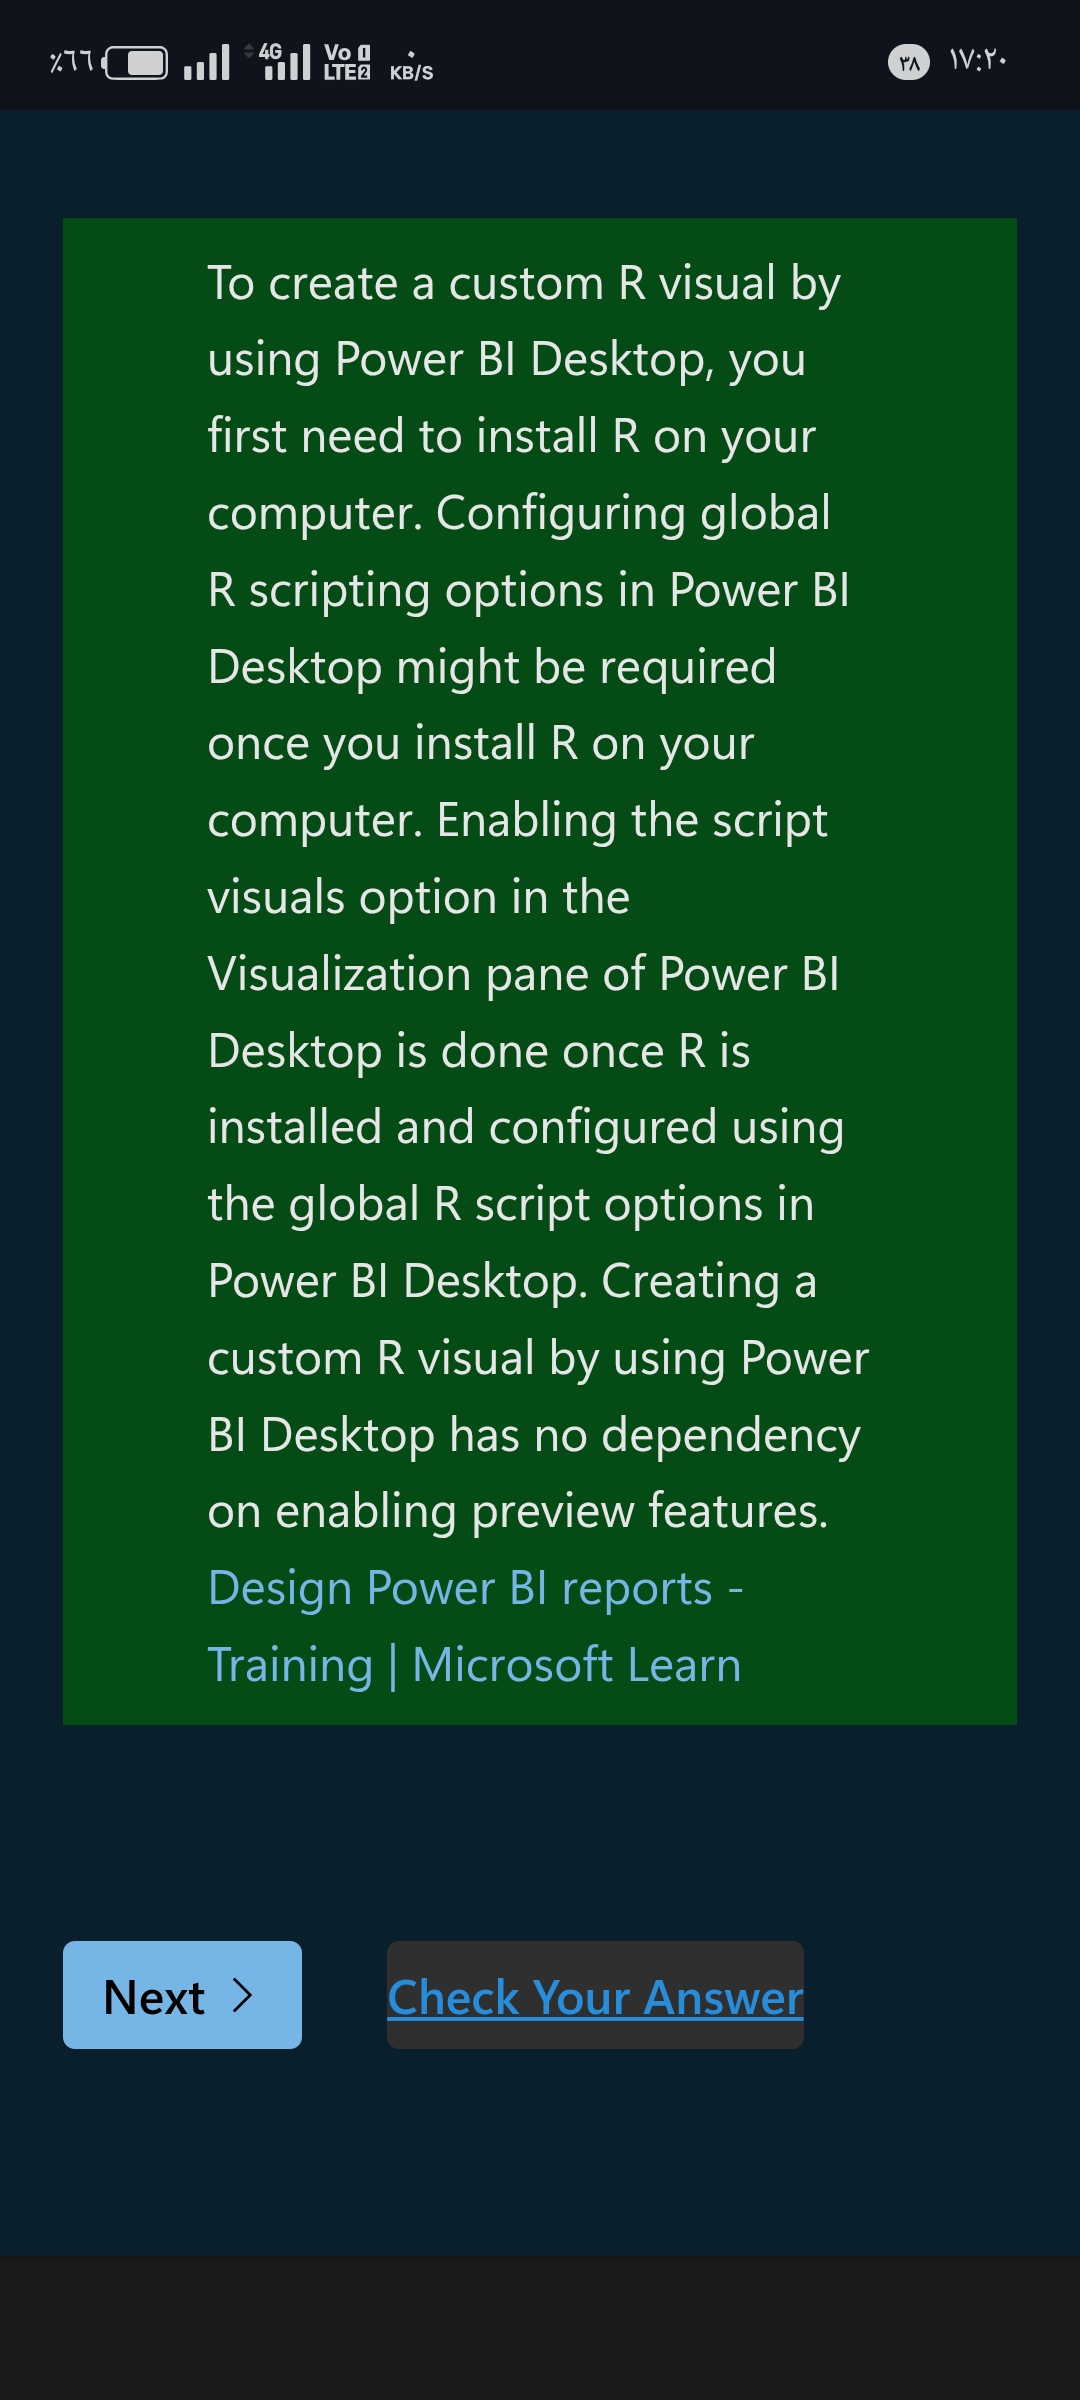 ٪٦٦ 4G Vo 1 LTE 2 ٠ KB/S ٣٨ ١٧:٢٠
To create a custom R visual by
using Power BI Desktop, you
first need to install R on your
computer. Configuring global
R scripting options in Power BI
Desktop might be required
once you install R on your
computer. Enabling the script
visuals option in the
Visualization pane of Power BI
Desktop is done once R is
installed and configured using
the global R script options in
Power BI Desktop. Creating a
custom R visual by using Power
BI Desktop has no dependency
on enabling preview features.
Design Power BI reports -
Training | Microsoft Learn
Next
Check Your Answer